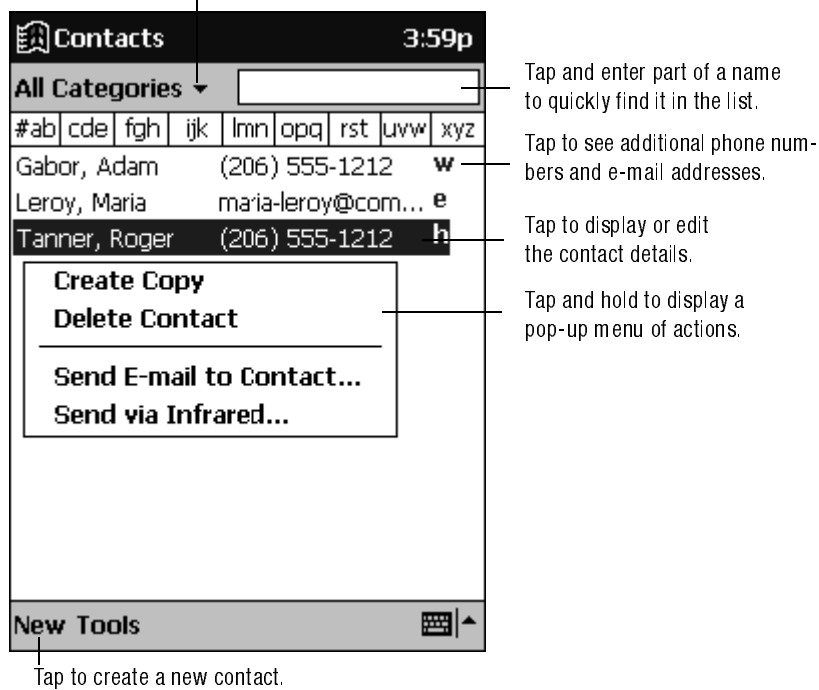 Contacts 3:59p
All Categories
Tap and enter part of a name
to quickly find it in the list.
#ab cde fgh ijk lmn opq rst uvw xyz
Tap to see additional phone num-
bers and e-mail addresses.
Gabor, Adam (206) 555-1212 w
Leroy, Maria maria-leroy@com... e
Tanner, Roger (206) 555-1212 h
Tap to display or edit
the contact details.
Create Copy
Delete Contact
Send E-mail to Contact...
Send via Infrared...
Tap and hold to display a
pop-up menu of actions.
New Tools
Tap to create a new contact.